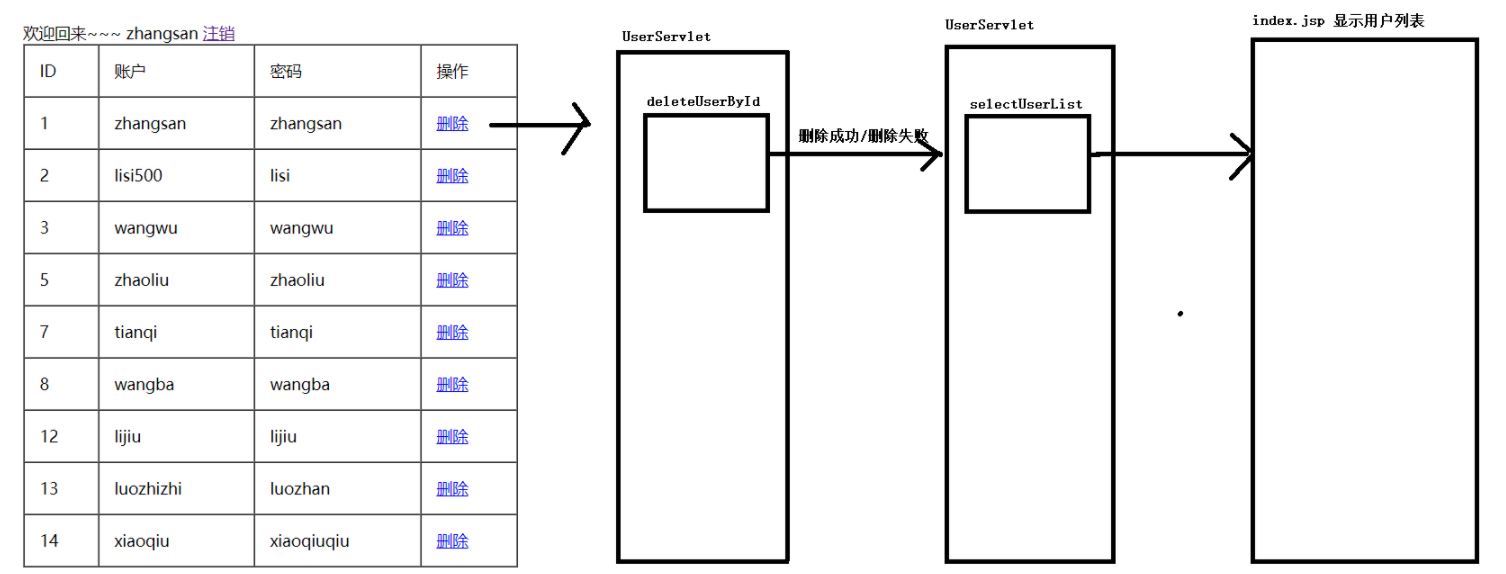 欢迎回来~~~ zhangsan 注销
ID 账户 密码 操作
1 zhangsan zhangsan 删除
2 lisi500 lisi 删除
3 wangwu wangwu 删除
5 zhaoliu zhaoliu 删除
7 tianqi tianqi 删除
8 wangba wangba 删除
12 lijiu lijiu 删除
13 luozhizhi luozhan 删除
14 xiaoqiu xiaoqiuqiu 删除
UserServlet
deleteUserById
删除成功/删除失败
UserServlet
selectUserList
index.jsp 显示用户列表